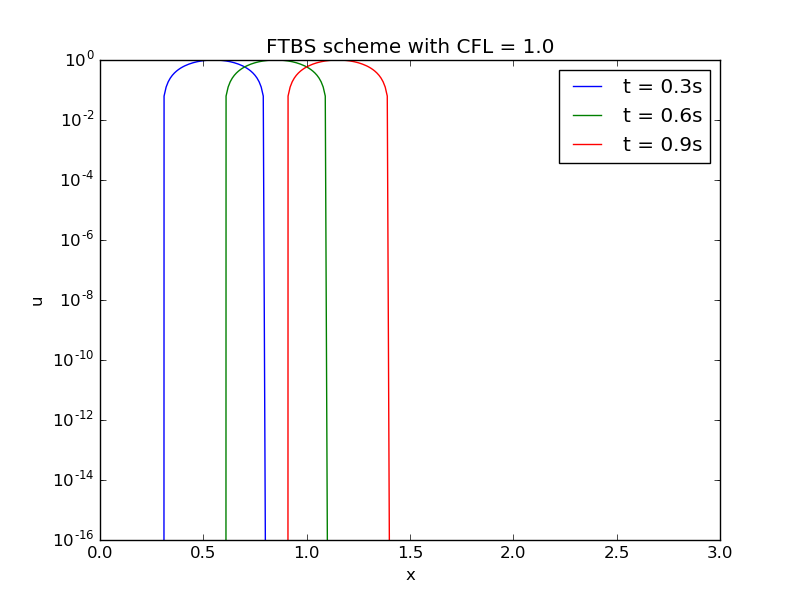 FTBS scheme with CFL = 1.0
10^0
10^-2
10^-4
10^-6
10^-8
10^-10
10^-12
10^-14
10^-16
u
t = 0.3s
t = 0.6s
t = 0.9s
0.0 0.5 1.0 1.5 2.0 2.5 3.0
x